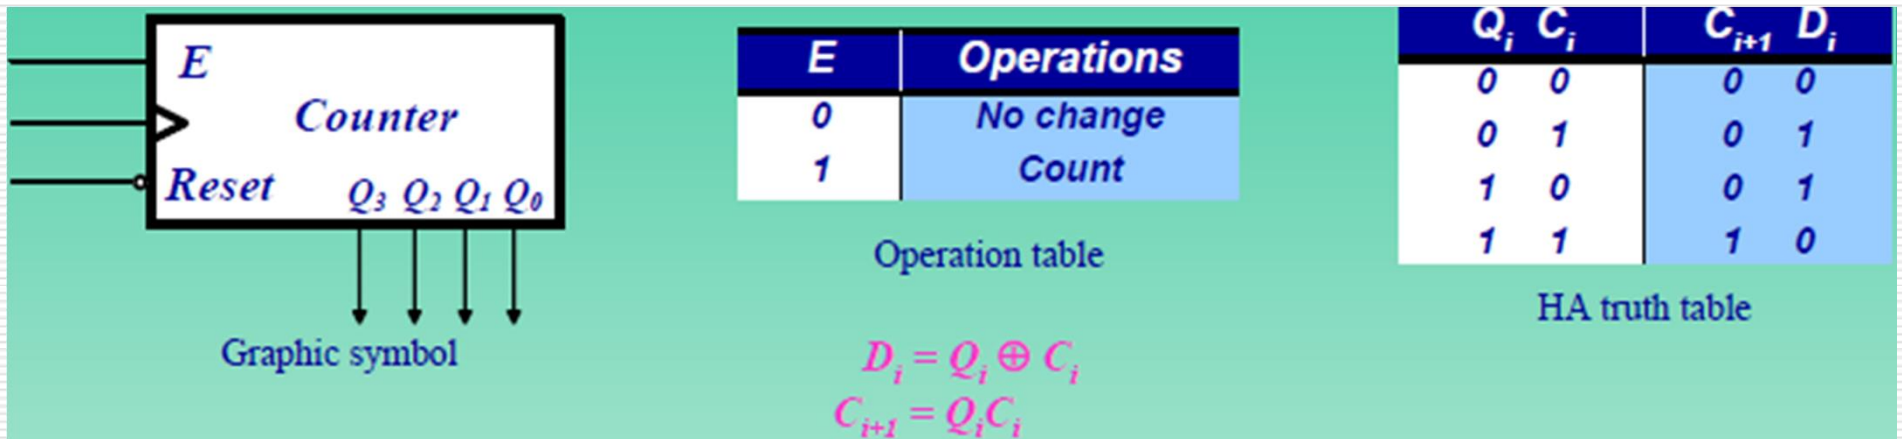 E
Counter
Reset
Q3 Q2 Q1 Q0
Graphic symbol
E Operations
0 No change
1 Count
Operation table
Di = Qi ⊕ Ci
Ci+1 = QiCi
Qi Ci Ci+1 Di
0 0 0 0
0 1 0 1
1 0 0 1
1 1 1 0
HA truth table